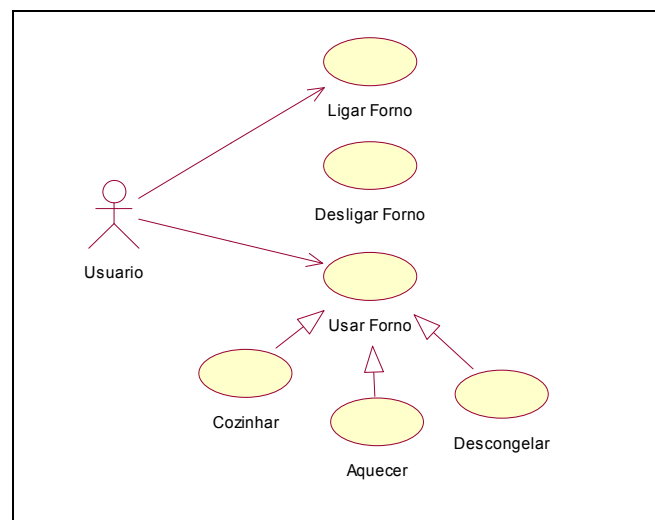 Ligar Forno
Desligar Forno
Usuario
Usar Forno
Cozinhar
Descongelar
Aquecer